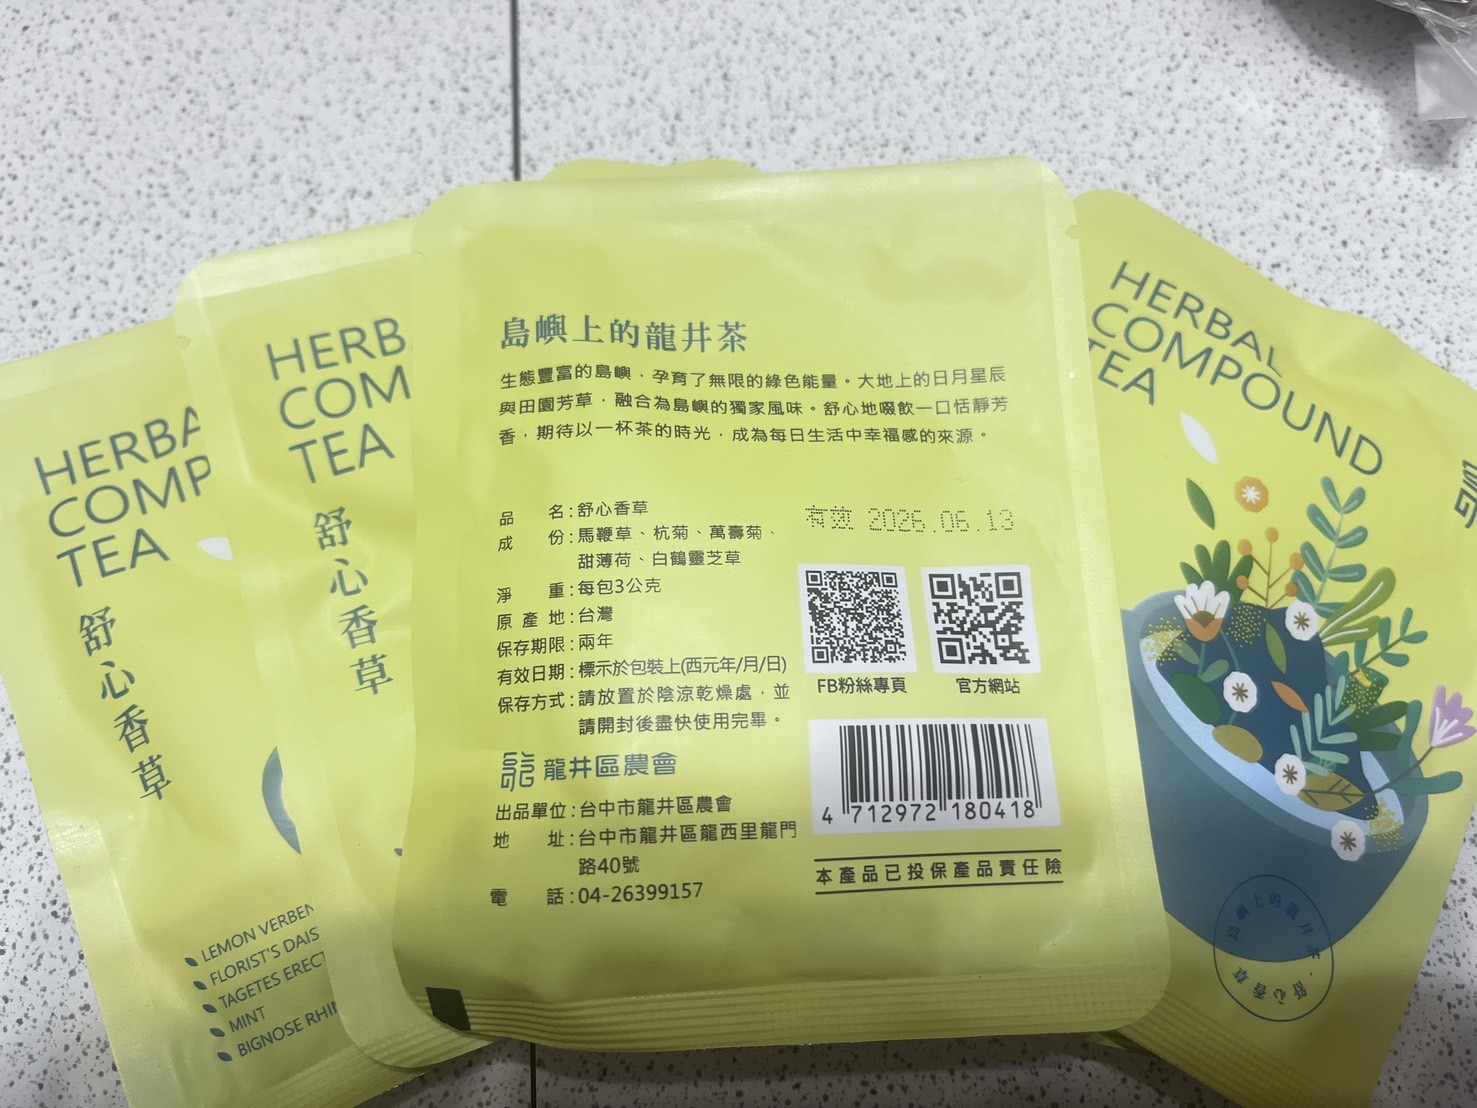 島嶼上的龍井茶
生態豐富的島嶼，孕育了無限的綠色能量。大地上的日月星辰
與田園芳草，融合為島嶼的獨家風味。舒心地啜飲一口恬靜芳
香，期待以一杯茶的時光，成為每日生活中幸福感的來源。
品名:舒心香草
成份:馬鞭草、杭菊、萬壽菊、
甜薄荷、白鶴靈芝草
淨重:每包3公克
原產地:台灣
保存期限:兩年
有效日期:標示於包裝上(西元年/月/日)
保存方式:請放置於陰涼乾燥處，並
請開封後盡快使用完畢。
龍井區農會
出品單位:台中市龍井區農會
地址:台中市龍井區龍西里龍門
路40號
電話:04-26399157
有效 2026.06.13
FB粉絲專頁
官方網站
4 712972 180418
本產品已投保產品責任險
HERBA
COMP
TEA
舒心香草
LEMON VERBEN
FLORIST'S DAIS
TAGETES ERECT
MINT
BIGNOSE RHI
HERB
COM
TEA
舒心香草
HERBAL
COMPOUND
TEA
島嶼上的龍井茶·舒心香草